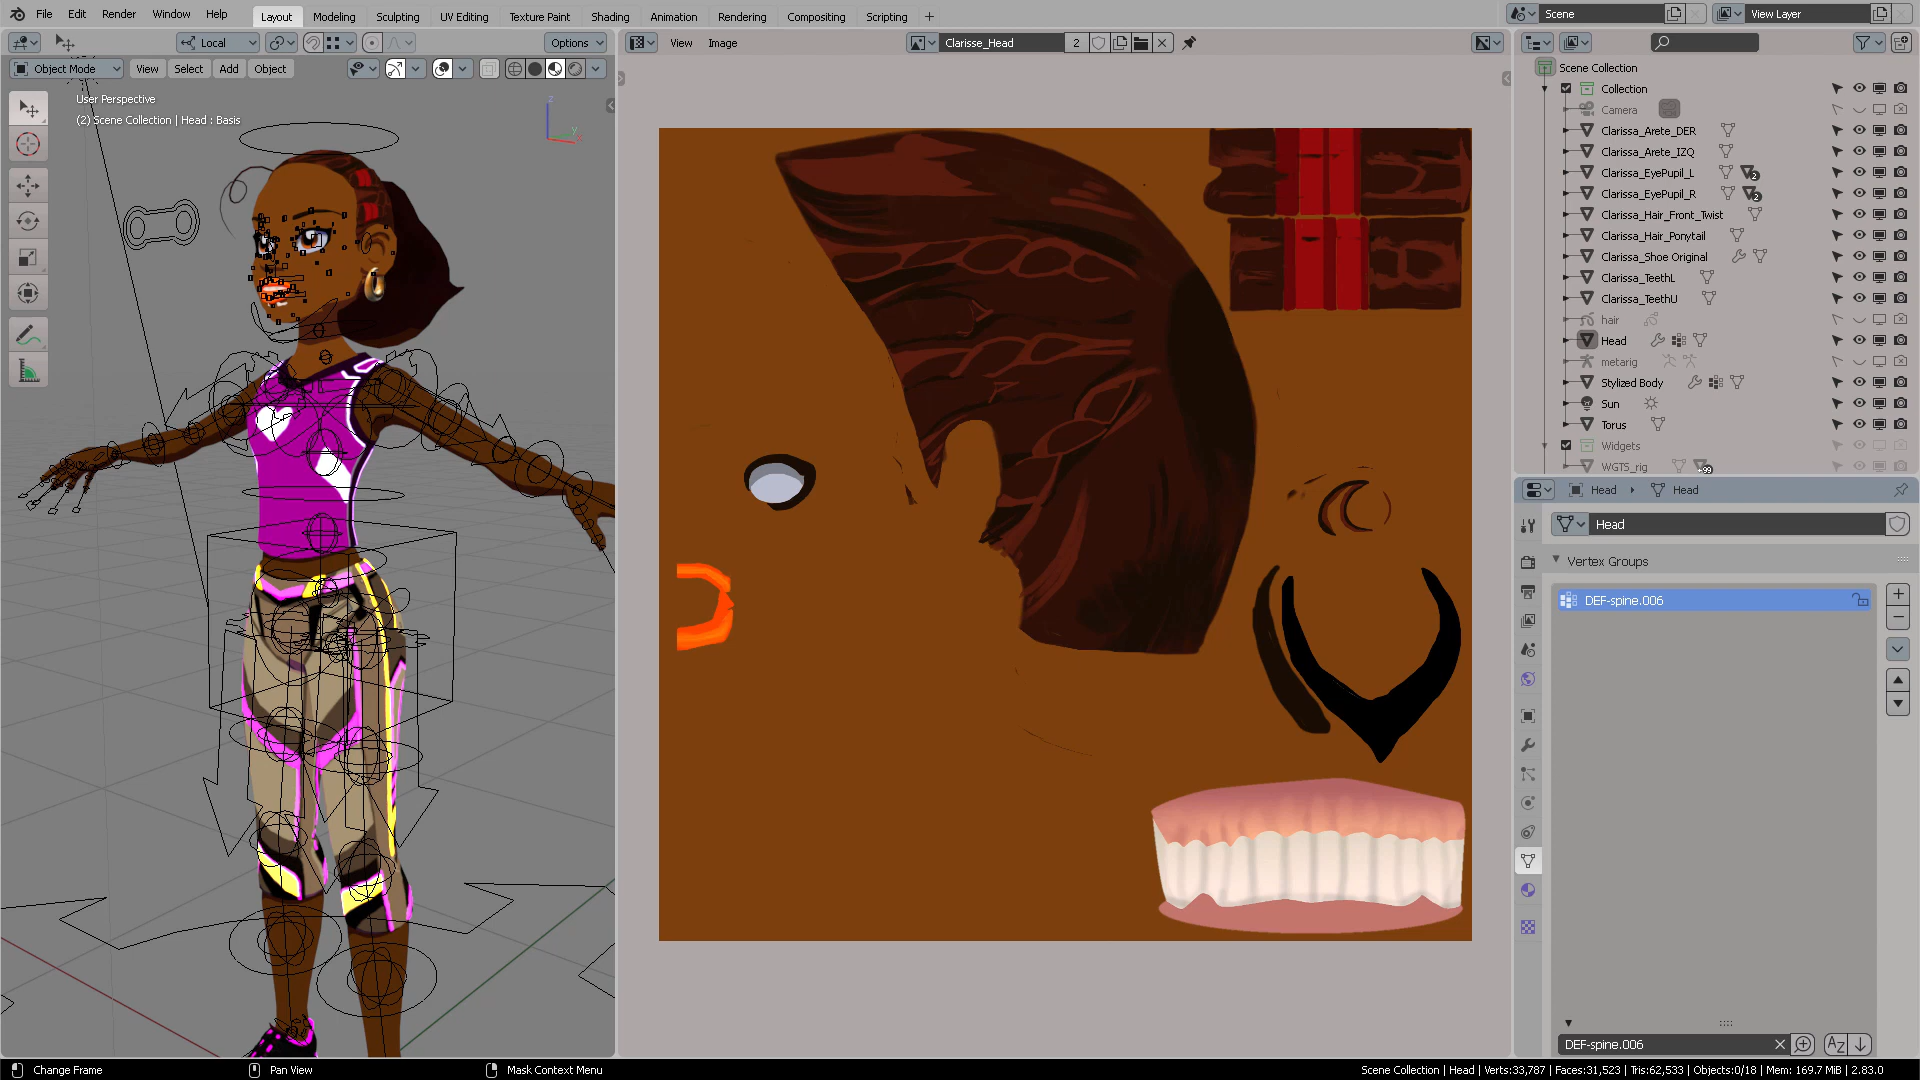 File Edit Render Window Help Layout Modeling Sculpting UV Editing Texture Paint Shading Animation Rendering Compositing Scripting + Scene View Layer
Local Options View Image Clarisse_Head 2
Object Mode View Select Add Object
User Perspective
(2) Scene Collection | Head : Basis
Z
Y
Scene Collection
Collection
Camera
Clarissa_Arete_DER
Clarissa_Arete_IZQ
Clarissa_EyePupil_L 2
Clarissa_EyePupil_R 2
Clarissa_Hair_Front_Twist
Clarissa_Hair_Ponytail
Clarissa_Shoe Original
Clarissa_TeethL
Clarissa_TeethU
hair
Head
metarig
Stylized Body
Sun
Torus
Widgets
WGTS_rig +99
Head Head
Head
Vertex Groups
DEF-spine.006
DEF-spine.006
Change Frame Pan View Mask Context Menu Scene Collection | Head | Verts:33,787 | Faces:31,523 | Tris:62,533 | Objects:0/18 | Mem: 169.7 MiB | 2.83.0